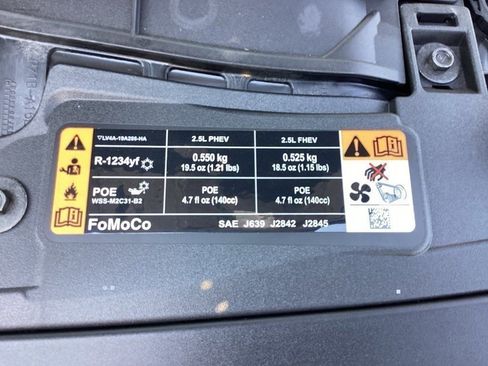 LV4A-19A286-HA 2.5L PHEV 2.5L FHEV
R-1234yf 0.550 kg 0.525 kg
19.5 oz (1.21 lbs) 18.5 oz (1.15 lbs)
POE POE POE
WSS-M2C31-B2 4.7 fl oz (140cc) 4.7 fl oz (140cc)
FoMoCo SAE J639 J2842 J2845